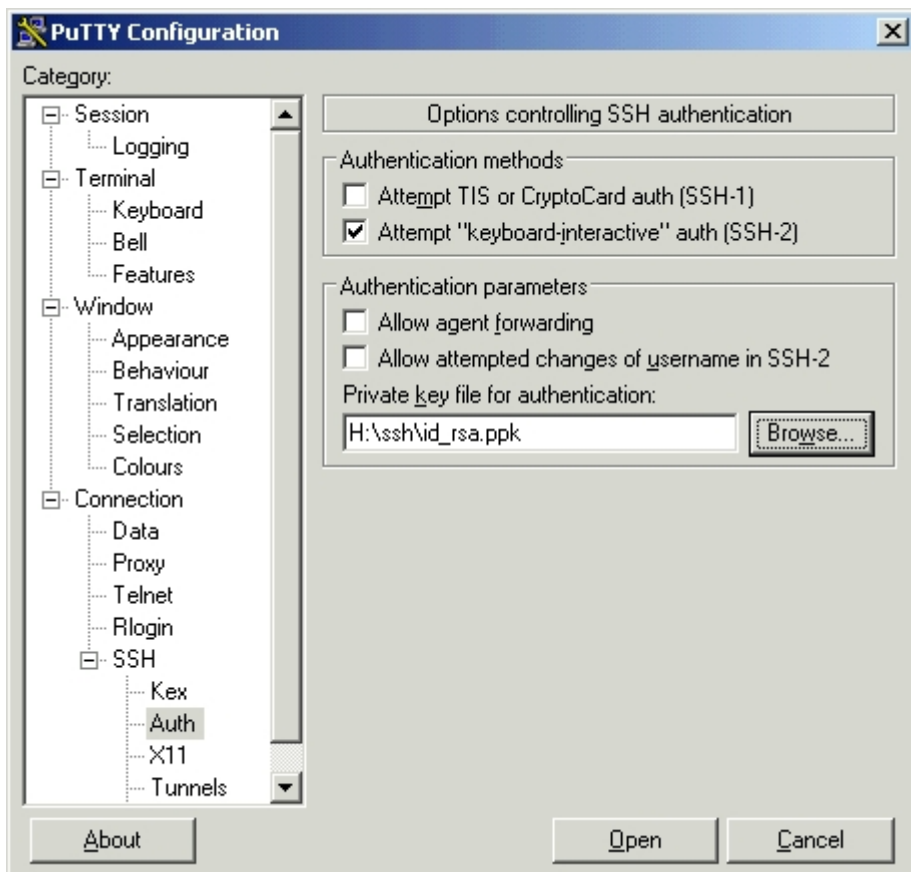 PuTTY Configuration
Category:
Session
Logging
Terminal
Keyboard
Bell
Features
Window
Appearance
Behaviour
Translation
Selection
Colours
Connection
Data
Proxy
Telnet
Rlogin
SSH
Kex
Auth
X11
Tunnels
Options controlling SSH authentication
Authentication methods
Attempt TIS or CryptoCard auth (SSH-1)
Attempt "keyboard-interactive" auth (SSH-2)
Authentication parameters
Allow agent forwarding
Allow attempted changes of username in SSH-2
Private key file for authentication:
H:\ssh\id_rsa.ppk
Browse...
About
Open
Cancel